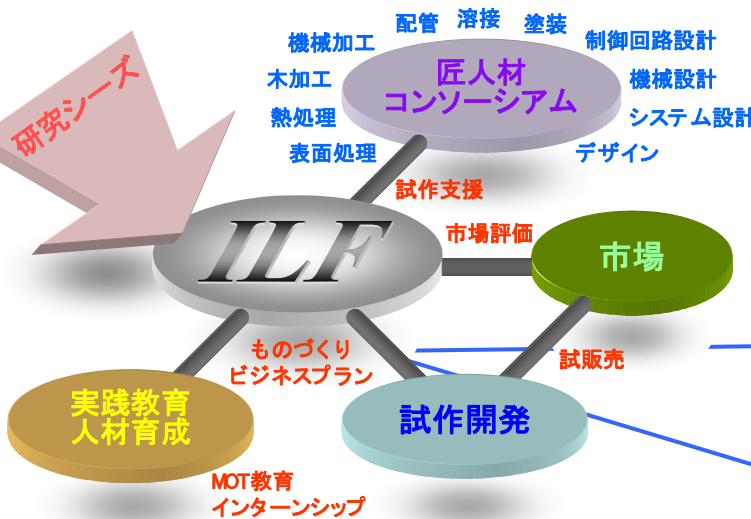 配管
溶接
塗装
機械加工
制御回路設計
木加工
匠人材
コンソーシアム
機械設計
熱処理
システム設計
表面処理
デザイン
研究シーズ
試作支援
ILF
市場評価
市場
ものづくり
ビジネスプラン
試販売
実践教育
人材育成
試作開発
MOT教育
インターンシップ